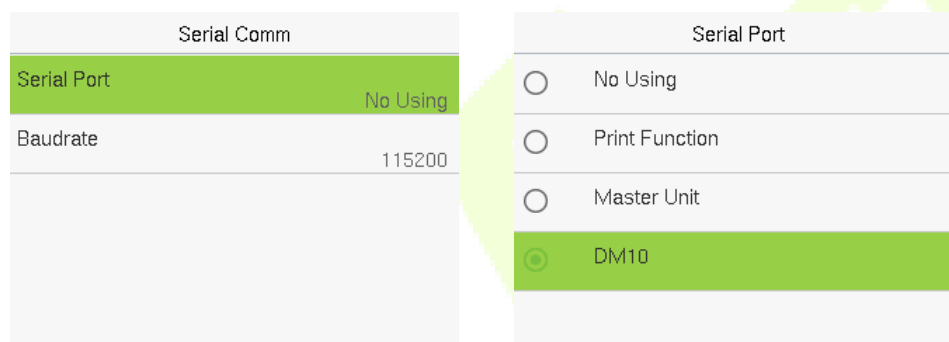 Serial Comm
Serial Port
No Using
Baudrate
115200
Serial Port
No Using
Print Function
Master Unit
DM10